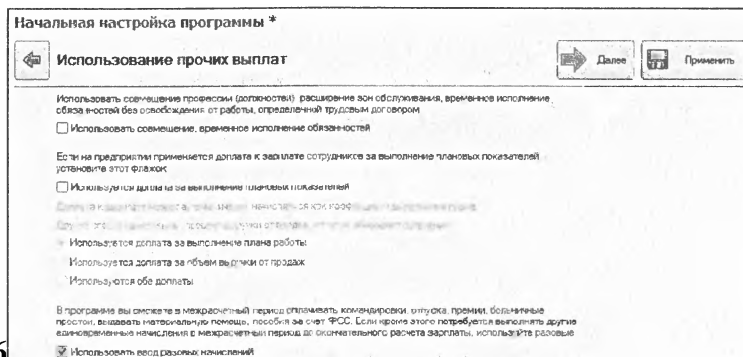 Начальная настройка программы *
Использование прочих выплат
Далее
Применить
Использовать совмещение профессии (должностей), расширение зон обслуживания, временное исполнение
обязанностей без освобождения от работы, определенной трудовым договором
Использовать совмещение, временное исполнение обязанностей
Если на предприятии применяется доплата к зарплате сотрудников за выполнение плановых показателей
установите этот флажок
Используется доплата за выполнение плановых показателей
Используется доплата за выполнение плана работы
Используется доплата за объем выручки от продаж
Используются обе доплаты
В программе вы сможете в межрасчетный период оплачивать командировки, отпуска, премии, больничные
простои, выдавать материальную помощь, пособия за счет ФСС. Если кроме этого потребуется выполнять другие
единовременные начисления в межрасчетный период до окончательного расчета зарплаты, используйте разовые
б
Использовать ввод разовых начислений